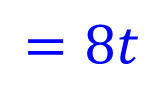 = 8t